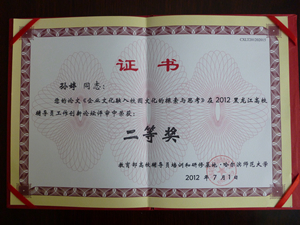 证书
孙婷 同志：
您的论文《企业文化融入校园文化的探索与思考》在2012黑龙江高校
辅导员工作创新论坛评审中荣获：
二等奖
教育部高校辅导员培训和研修基地·哈尔滨师范大学
2012 年 7 月 1 日